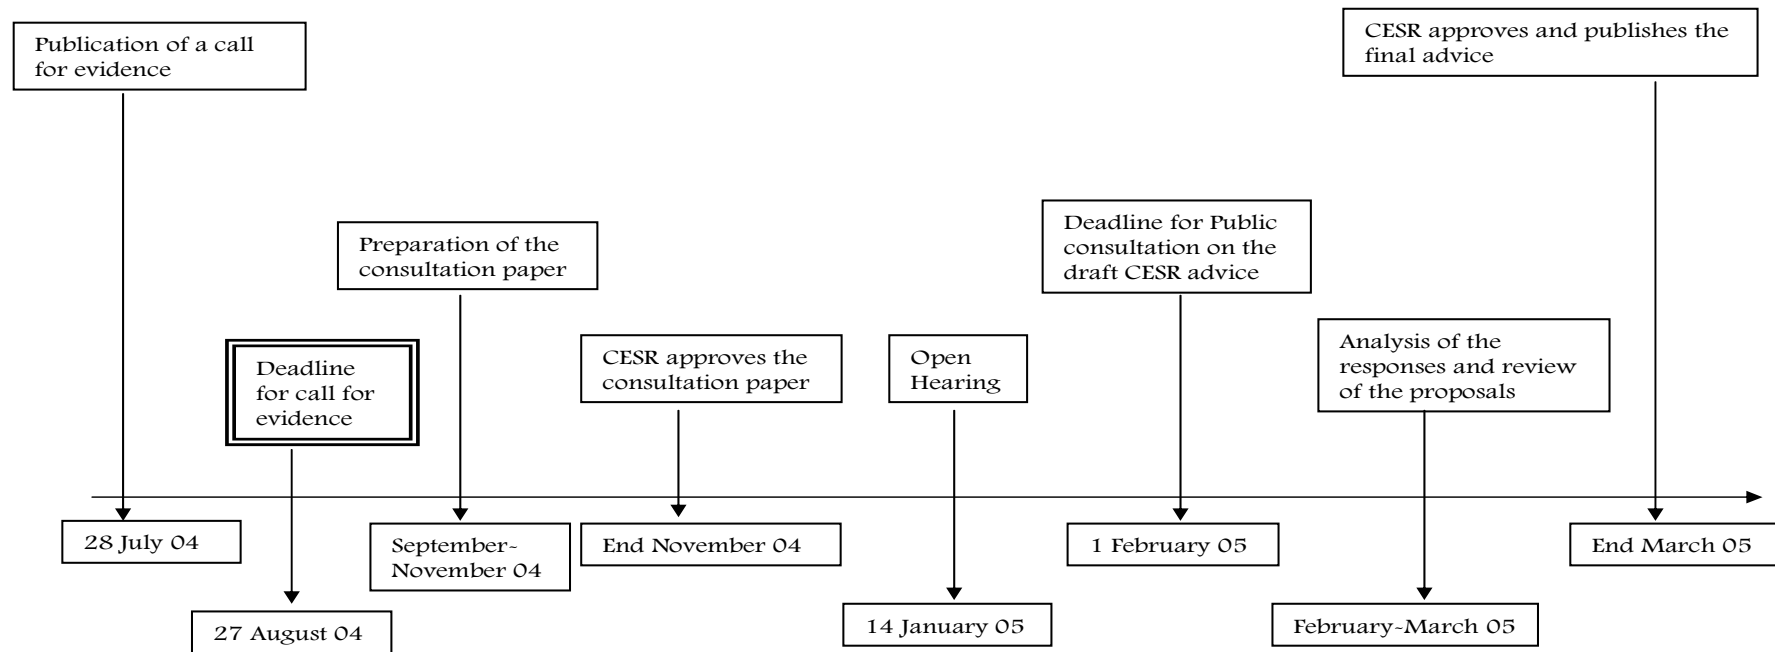 Publication of a call
for evidence
CESR approves and publishes the
final advice
Preparation of the
consultation paper
Deadline for Public
consultation on the
draft CESR advice
Deadline
for call for
evidence
CESR approves the
consultation paper
Open
Hearing
Analysis of the
responses and review
of the proposals
28 July 04
September-
November 04
End November 04
1 February 05
End March 05
27 August 04
14 January 05
February-March 05